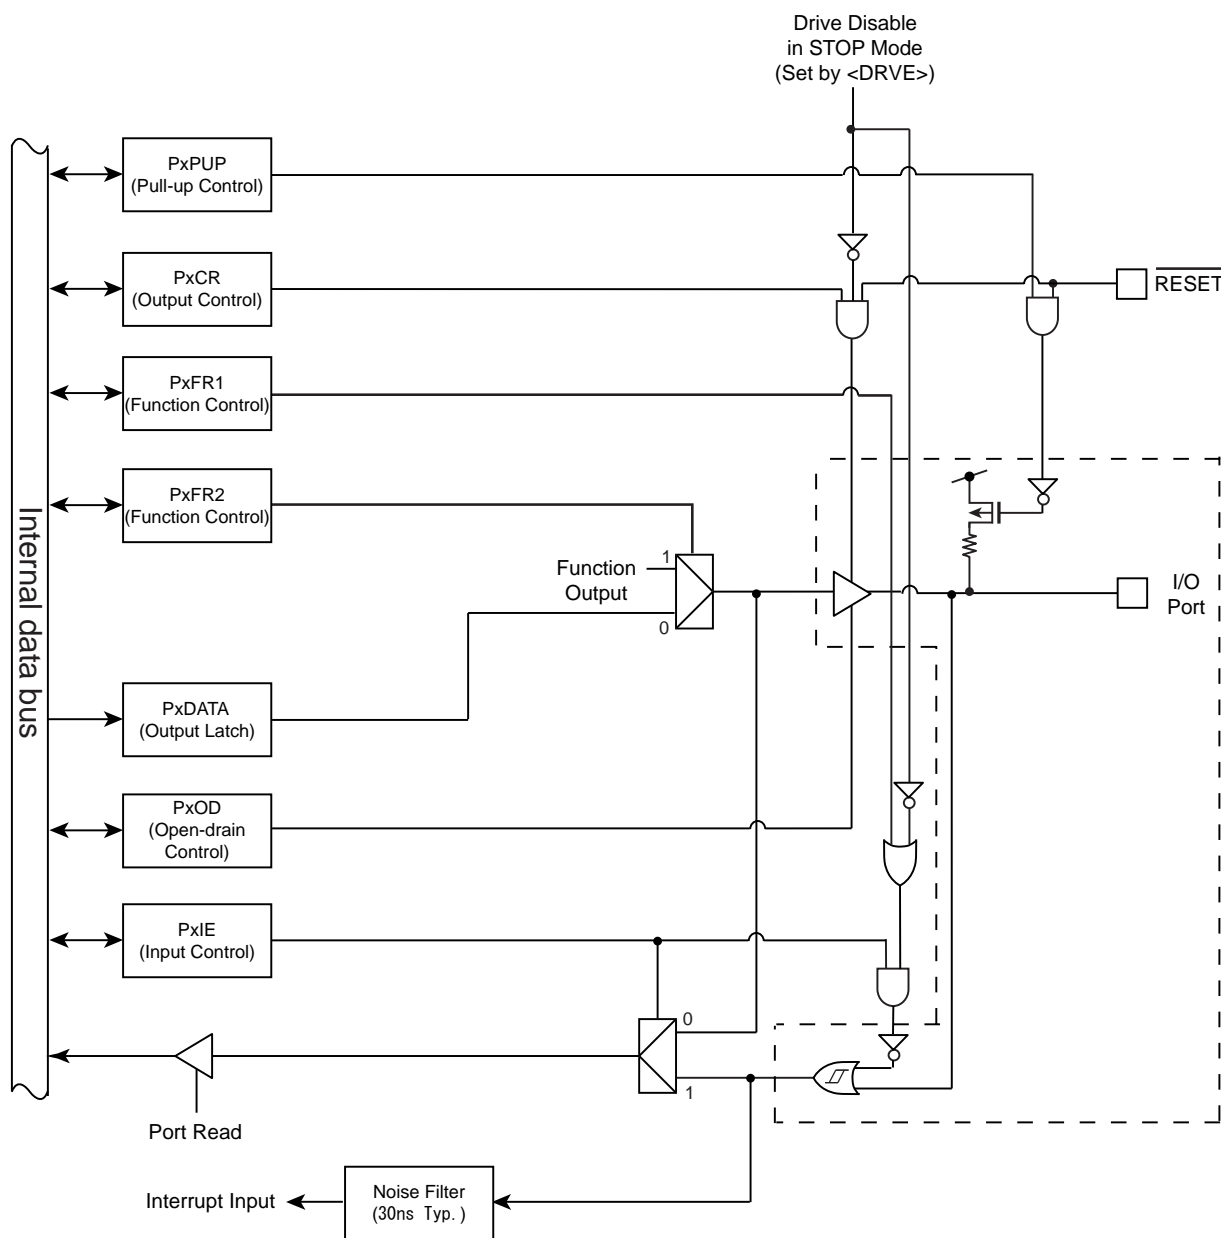 Drive Disable
in STOP Mode
(Set by <DRVE>)
PxPUP
(Pull-up Control)
PxCR
(Output Control)
RESET
PxFR1
(Function Control)
PxFR2
(Function Control)
Internal data bus
1
Function
Output
0
I/O
Port
PxDATA
(Output Latch)
PxOD
(Open-drain
Control)
PxIE
(Input Control)
0
1
Port Read
Interrupt Input
Noise Filter
(30ns Typ.)